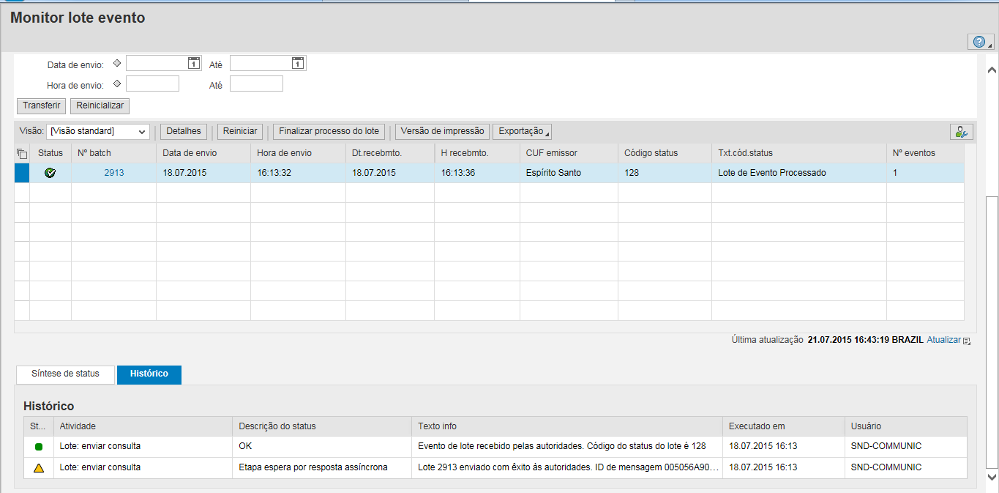 Monitor lote evento
?
Data de envio: 1 Até 1
Hora de envio: Até
Transferir Reinicializar
Visão: [Visão standard] Detalhes Reiniciar Finalizar processo do lote Versão de impressão Exportação
Status Nº batch Data de envio Hora de envio Dt.recebmto. H recebmto. CUF emissor Código status Txt.cód.status Nº eventos
2913 18.07.2015 16:13:32 18.07.2015 16:13:36 Espírito Santo 128 Lote de Evento Processado 1
Última atualização 21.07.2015 16:43:19 BRAZIL Atualizar
Síntese de status Histórico
Histórico
St... Atividade Descrição do status Texto info Executado em Usuário
Lote: enviar consulta OK Evento de lote recebido pelas autoridades. Código do status do lote é 128 18.07.2015 16:13 SND-COMMUNIC
Lote: enviar consulta Etapa espera por resposta assíncrona Lote 2913 enviado com êxito às autoridades. ID de mensagem 005056A90... 18.07.2015 16:13 SND-COMMUNIC